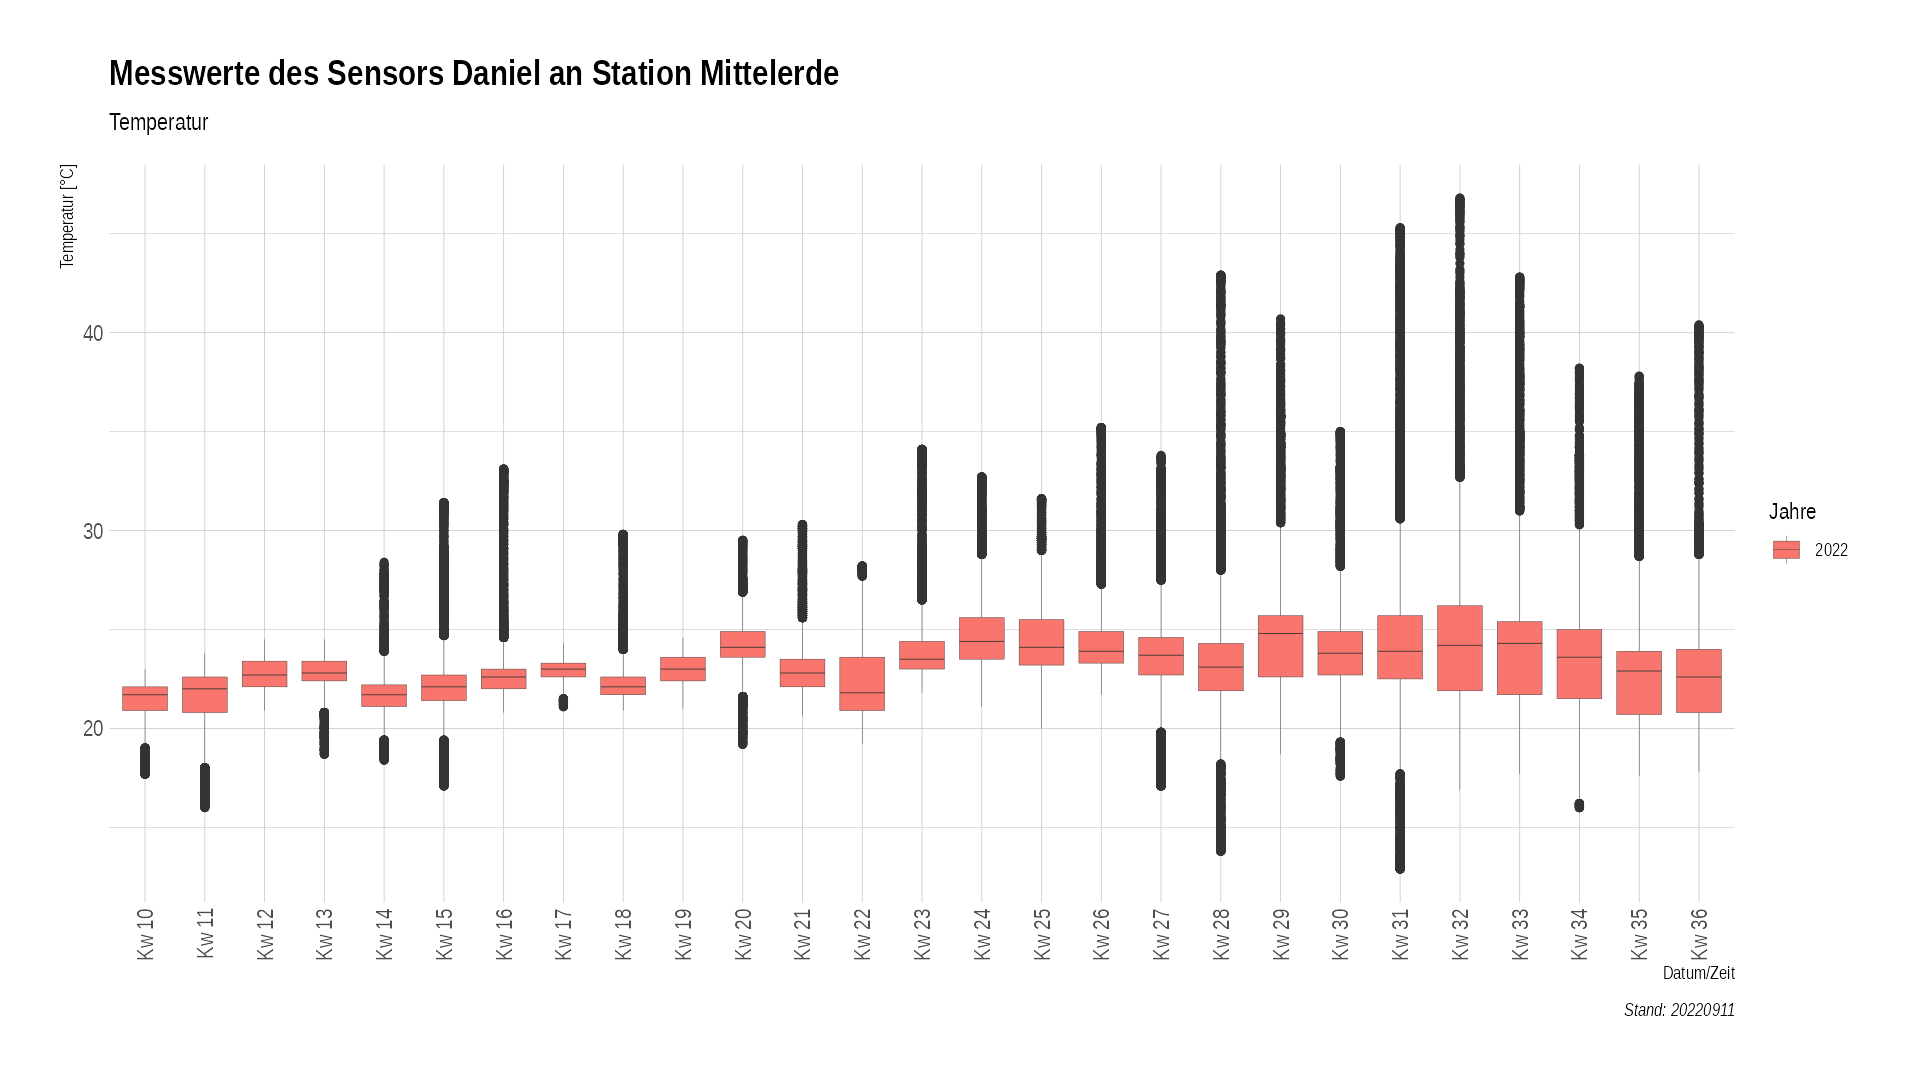 Messwerte des Sensors Daniel an Station Mittelerde
Temperatur
Temperatur [°C]
40
30
20
Kw 10
Kw 11
Kw 12
Kw 13
Kw 14
Kw 15
Kw 16
Kw 17
Kw 18
Kw 19
Kw 20
Kw 21
Kw 22
Kw 23
Kw 24
Kw 25
Kw 26
Kw 27
Kw 28
Kw 29
Kw 30
Kw 31
Kw 32
Kw 33
Kw 34
Kw 35
Kw 36
Datum/Zeit
Jahre
2022
Stand: 20220911